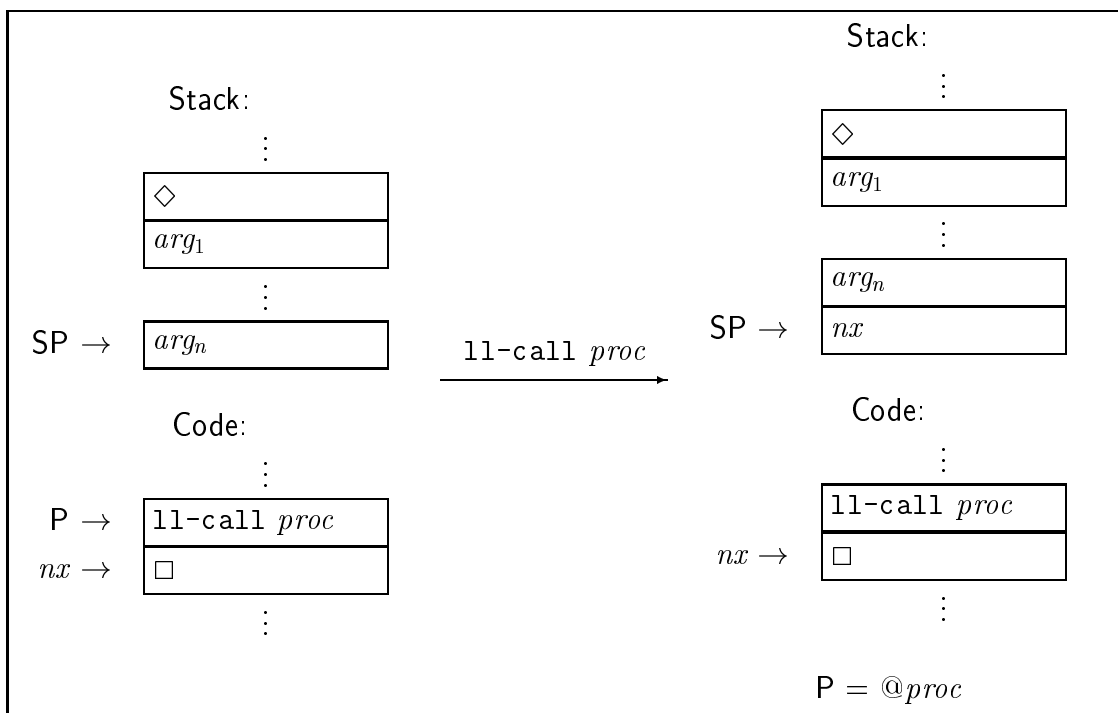 Stack:
⋮
◇
arg₁
⋮
SP → argₙ
Code:
⋮
P → ll-call proc
nx → □
⋮
ll-call proc
Stack:
⋮
◇
arg₁
⋮
argₙ
SP → nx
Code:
⋮
ll-call proc
nx → □
⋮
P = @proc